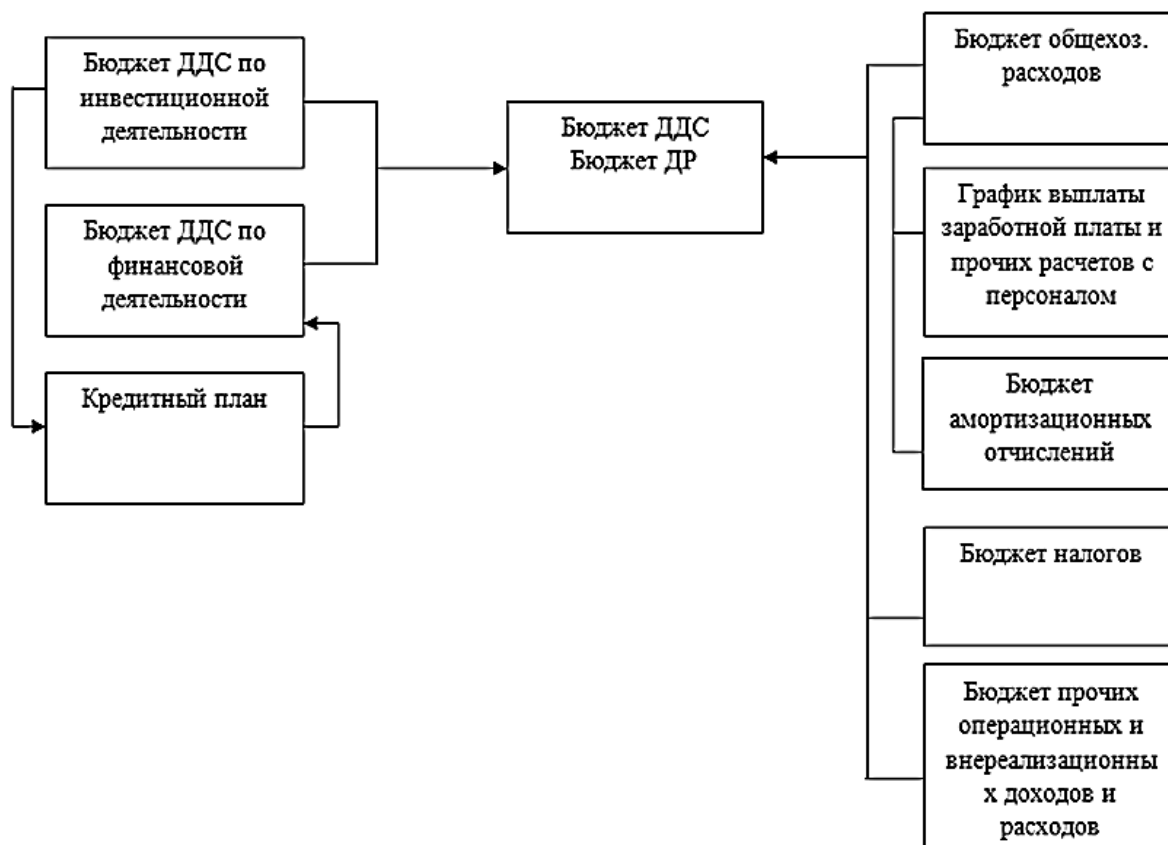 Бюджет ДДС по
инвестиционной
деятельности
Бюджет ДДС по
финансовой
деятельности
Кредитный план
Бюджет ДДС
Бюджет ДР
Бюджет общехоз.
расходов
График выплаты
заработной платы и
прочих расчетов с
персоналом
Бюджет
амортизационных
отчислений
Бюджет налогов
Бюджет прочих
операционных и
внереализационны
х доходов и
расходов